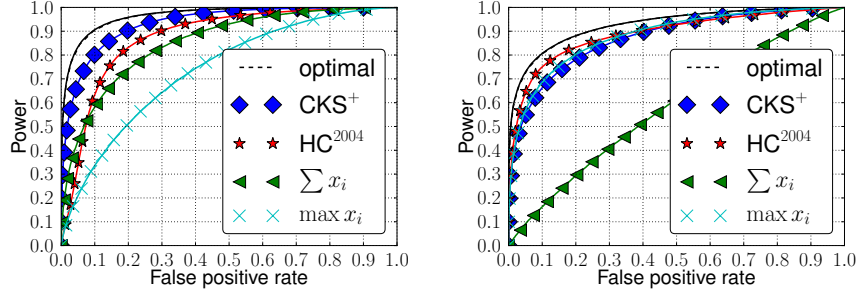 1.0
0.9
0.8
0.7
0.6
0.5
0.4
0.3
0.2
0.1
0.0
Power
optimal
CKS⁺
HC²⁰⁰⁴
∑ xᵢ
max xᵢ
0.0 0.1 0.2 0.3 0.4 0.5 0.6 0.7 0.8 0.9 1.0
False positive rate
1.0
0.9
0.8
0.7
0.6
0.5
0.4
0.3
0.2
0.1
0.0
Power
optimal
CKS⁺
HC²⁰⁰⁴
∑ xᵢ
max xᵢ
0.0 0.1 0.2 0.3 0.4 0.5 0.6 0.7 0.8 0.9 1.0
False positive rate